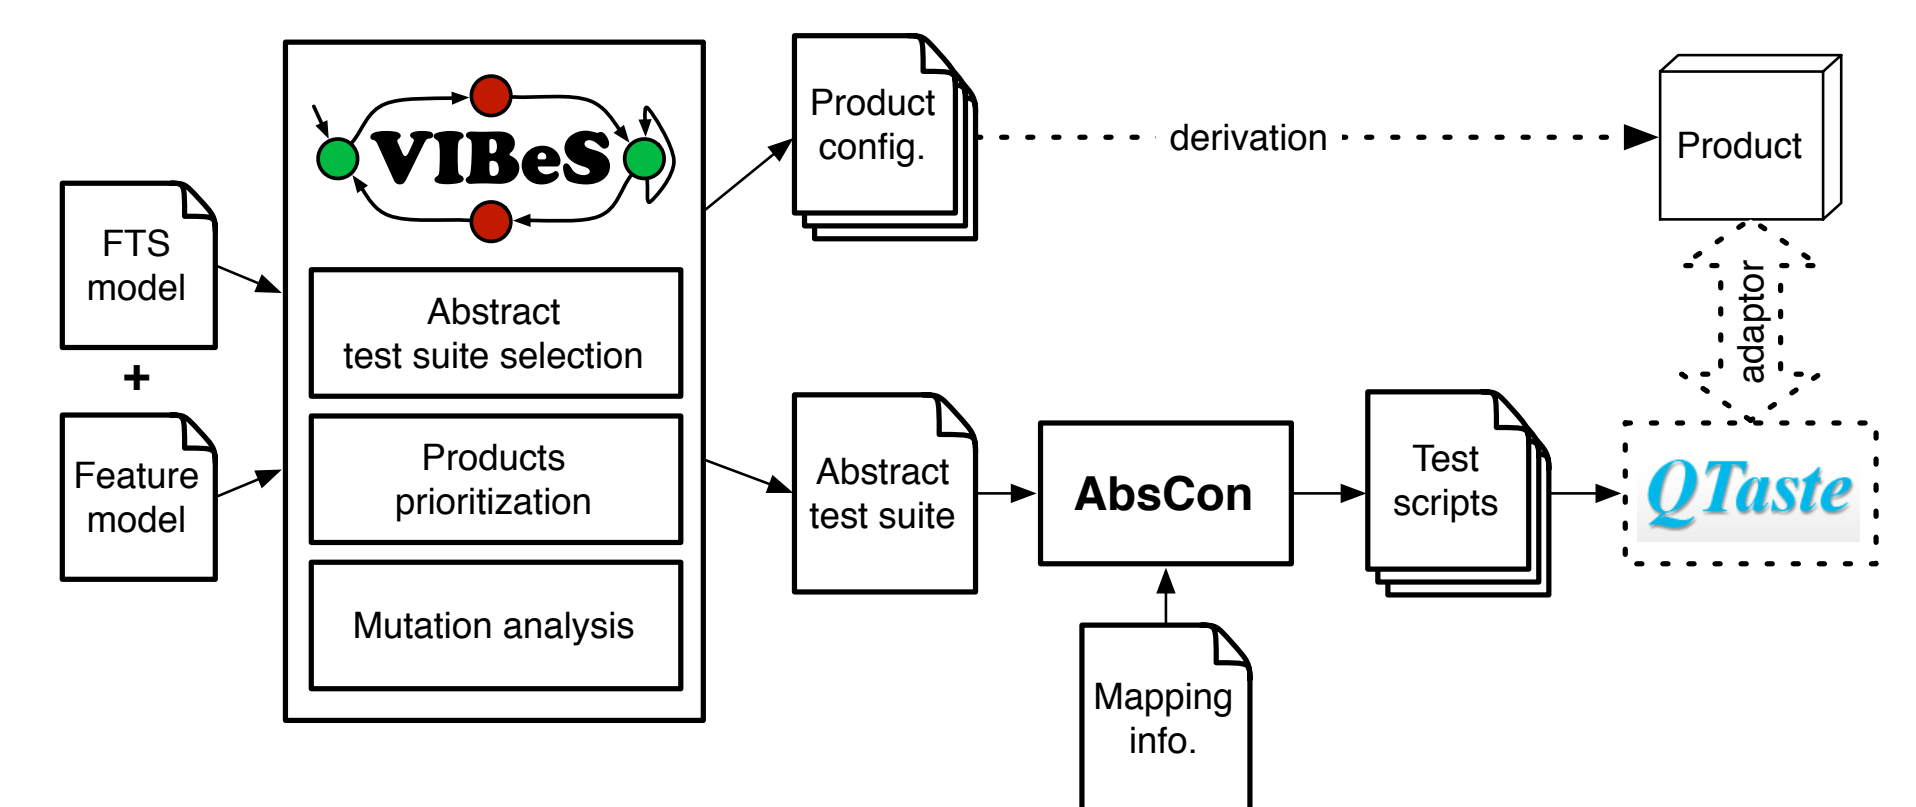 FTS
model
+
Feature
model
VIBeS
Abstract
test suite selection
Products
prioritization
Mutation analysis
Product
config.
derivation
Product
adaptor
Abstract
test suite
AbsCon
Test
scripts
QTaste
Mapping
info.